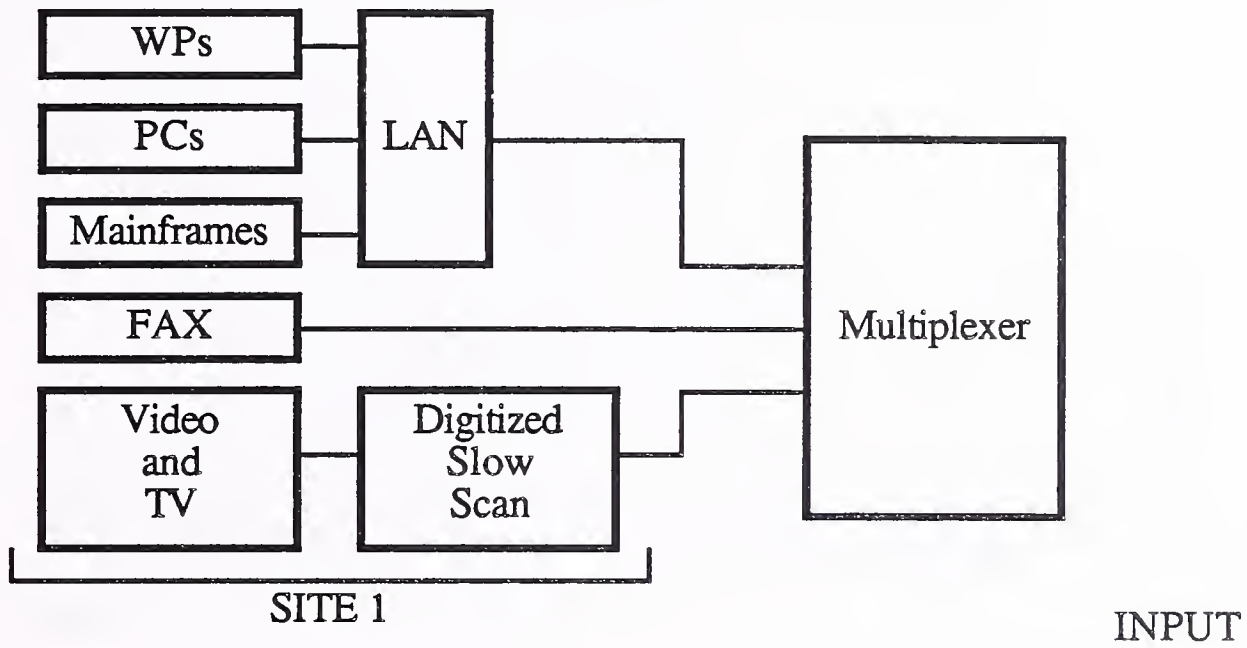 WPs
PCs
Mainframes
LAN
FAX
Video
and
TV
Digitized
Slow
Scan
Multiplexer
SITE 1
INPUT